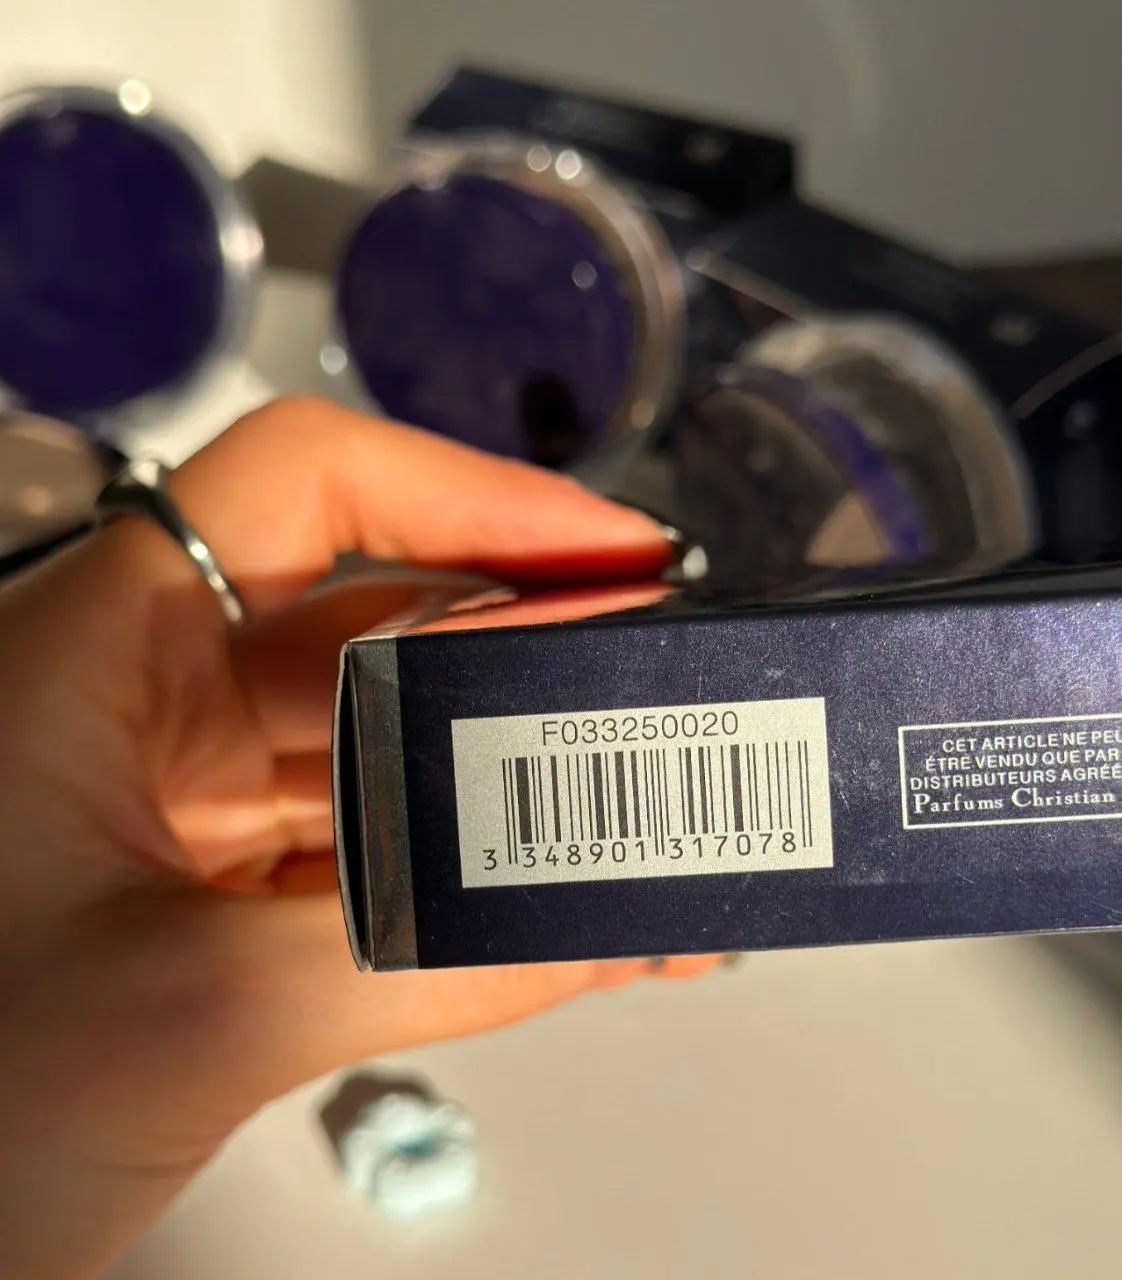 F033250020
3 348901 317078
CET ARTICLE NE PEU
ÊTRE VENDU QUE PAR
DISTRIBUTEURS AGRÉÉ
Parfums Christian